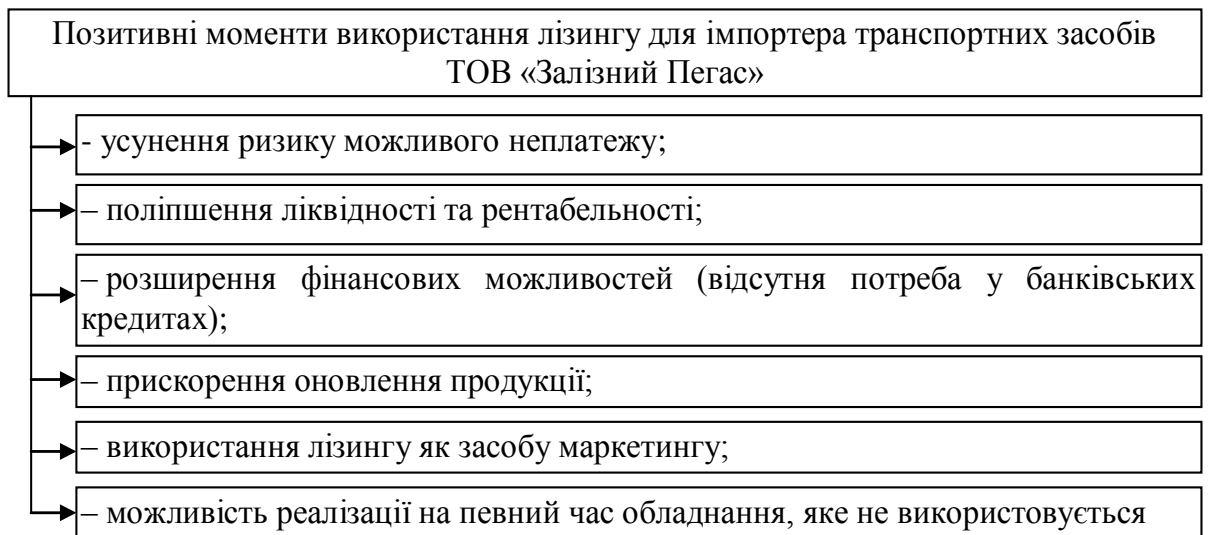 Позитивні моменти використання лізингу для імпортера транспортних засобів
ТОВ «Залізний Пегас»
- усунення ризику можливого неплатежу;
– поліпшення ліквідності та рентабельності;
– розширення фінансових можливостей (відсутня потреба у банківських
кредитах);
– прискорення оновлення продукції;
– використання лізингу як засобу маркетингу;
– можливість реалізації на певний час обладнання, яке не використовується